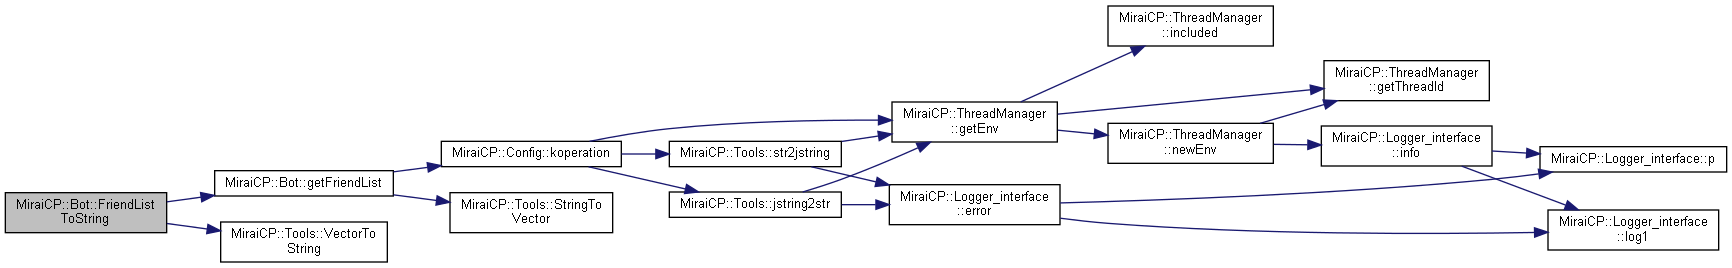 MiraiCP::Bot::FriendList
ToString
MiraiCP::Bot::getFriendList
MiraiCP::Tools::VectorTo
String
MiraiCP::Config::koperation
MiraiCP::Tools::StringTo
Vector
MiraiCP::Tools::str2jstring
MiraiCP::Tools::jstring2str
MiraiCP::ThreadManager
::getEnv
MiraiCP::Logger_interface
::error
MiraiCP::ThreadManager
::included
MiraiCP::ThreadManager
::newEnv
MiraiCP::ThreadManager
::getThreadId
MiraiCP::Logger_interface
::info
MiraiCP::Logger_interface::p
MiraiCP::Logger_interface
::log1